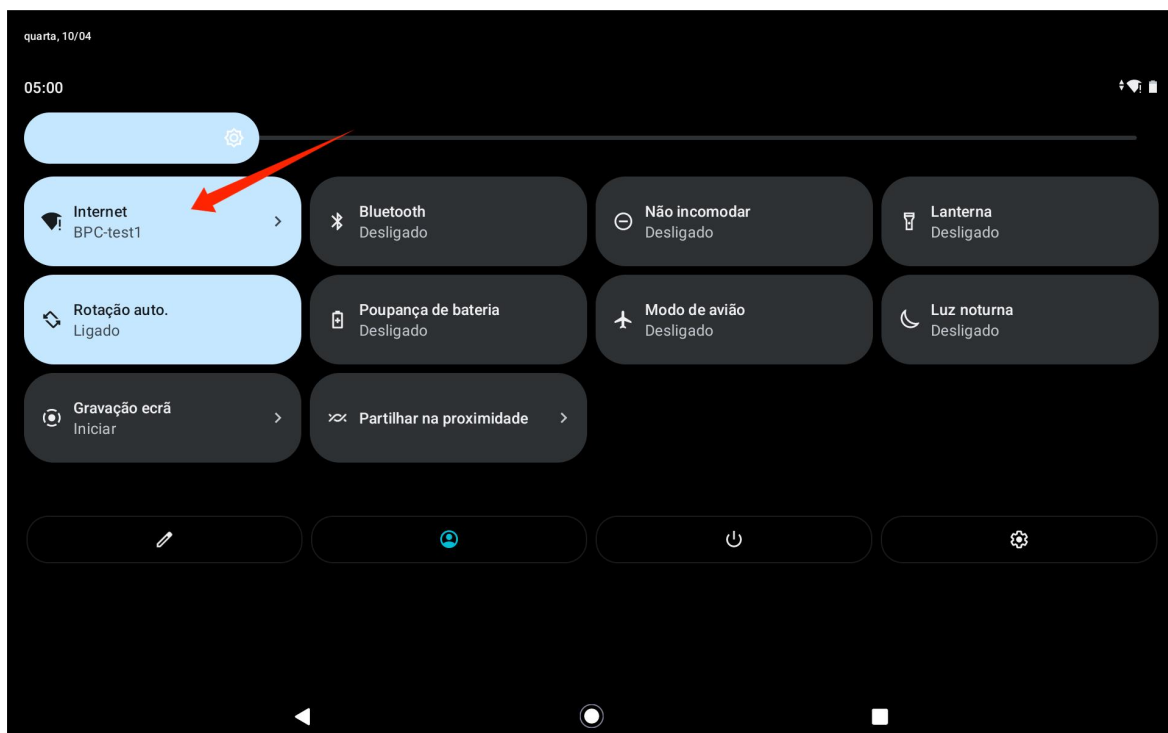 quarta, 10/04
05:00
Internet
BPC-test1
Bluetooth
Desligado
Não incomodar
Desligado
Lanterna
Desligado
Rotação auto.
Ligado
Poupança de bateria
Desligado
Modo de avião
Desligado
Luz noturna
Desligado
Gravação ecrã
Iniciar
Partilhar na proximidade